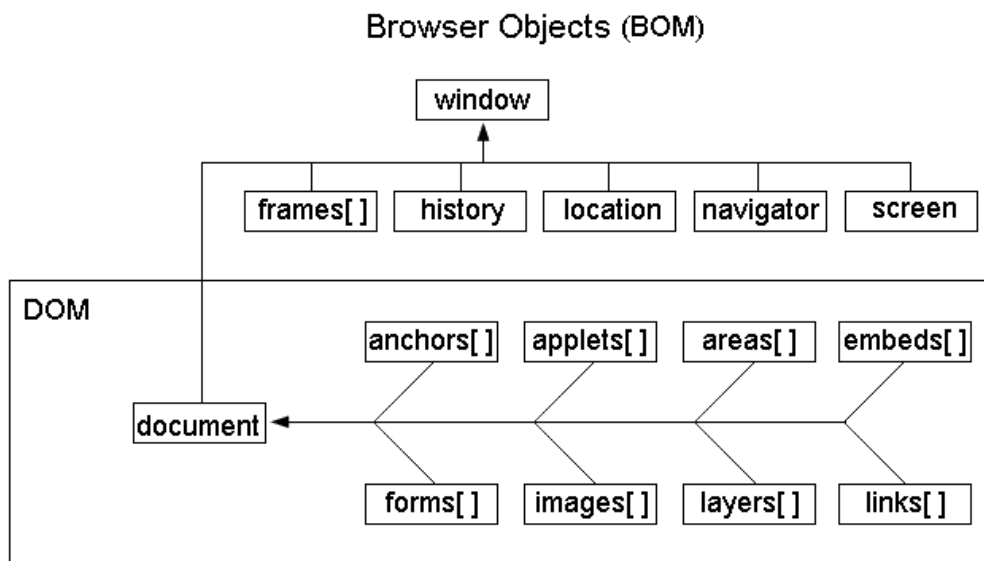 Browser Objects (BOM)
window
frames[ ]
history
location
navigator
screen
DOM
anchors[ ]
applets[ ]
areas[ ]
embeds[ ]
document
forms[ ]
images[ ]
layers[ ]
links[ ]